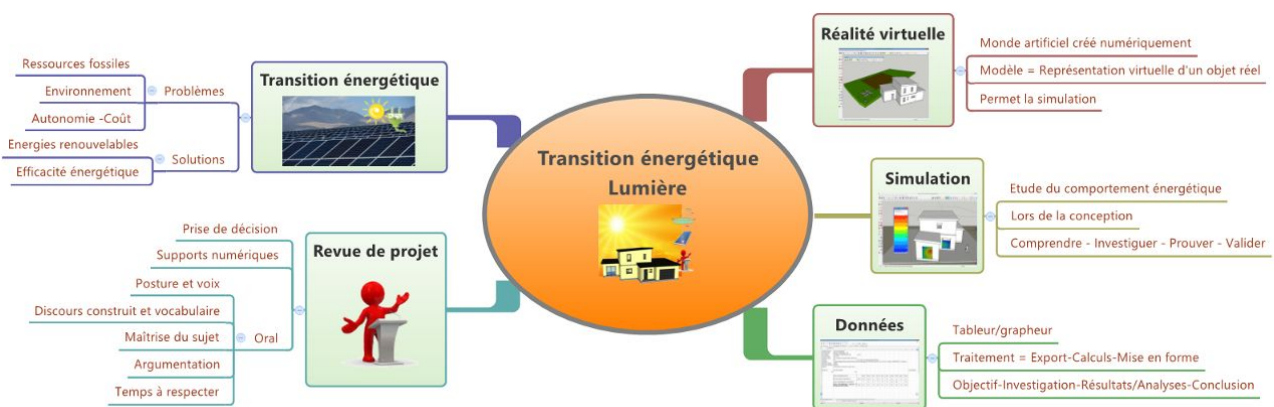 Transition énergétique
Lumière
Transition énergétique
Problèmes
Ressources fossiles
Environnement
Autonomie -Coût
Solutions
Energies renouvelables
Efficacité énergétique
Revue de projet
Prise de décision
Supports numériques
Oral
Posture et voix
Discours construit et vocabulaire
Maîtrise du sujet
Argumentation
Temps à respecter
Réalité virtuelle
Monde artificiel créé numériquement
Modèle = Représentation virtuelle d'un objet réel
Permet la simulation
Simulation
Etude du comportement énergétique
Lors de la conception
Comprendre - Investiguer - Prouver - Valider
Données
Tableur/grapheur
Traitement = Export-Calculs-Mise en forme
Objectif-Investigation-Résultats/Analyses-Conclusion